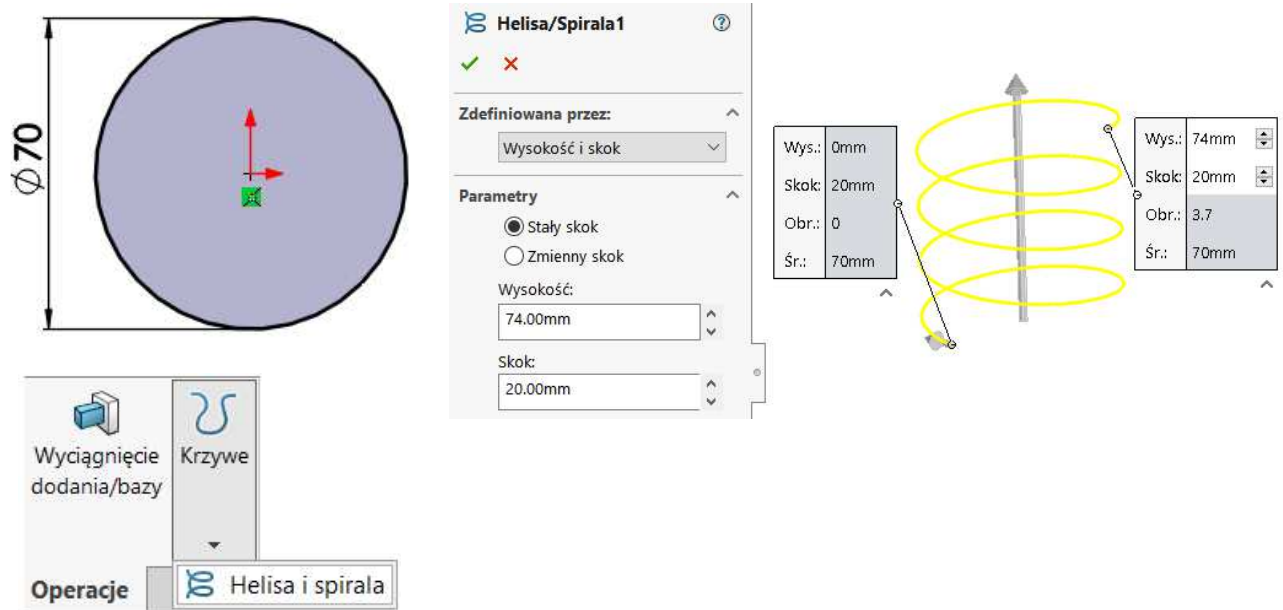 Ø 70
Helisa/Spirala1
Zdefiniowana przez:
Wysokość i skok
Parametry
Stały skok
Zmienny skok
Wysokość:
74.00mm
Skok:
20.00mm
Wys.: 0mm
Skok: 20mm
Obr.: 0
Śr.: 70mm
Wys.: 74mm
Skok: 20mm
Obr.: 3.7
Śr.: 70mm
Wyciągnięcie
dodania/bazy
Krzywe
Operacje
Helisa i spirala